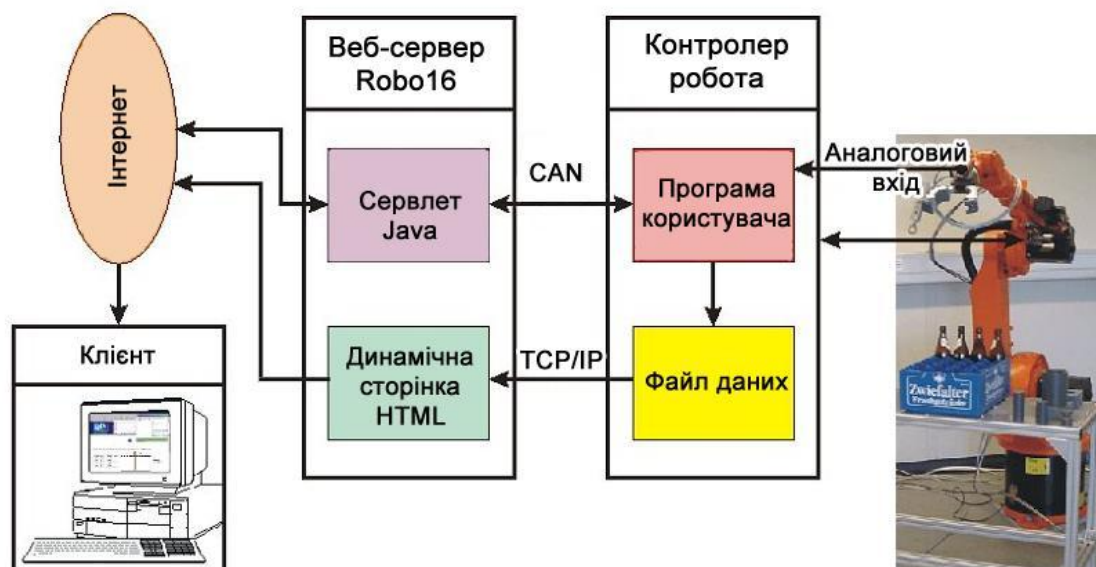 Інтернет
Веб-сервер
Robo16
Контролер
робота
Сервлет
Java
CAN
Програма
користувача
Аналоговий
вхід
Клієнт
Динамічна
сторінка
HTML
TCP/IP
Файл даних
Zwiefalter